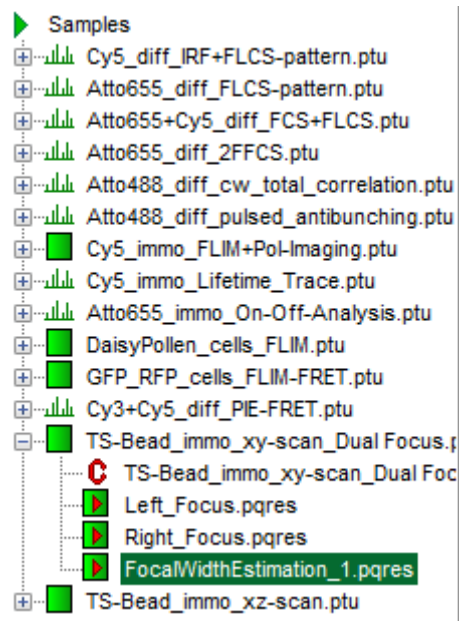 Samples
Cy5_diff_IRF+FLCS-pattern.ptu
Atto655_diff_FLCS-pattern.ptu
Atto655+Cy5_diff_FCS+FLCS.ptu
Atto655_diff_2FFCS.ptu
Atto488_diff_cw_total_correlation.ptu
Atto488_diff_pulsed_antibunching.ptu
Cy5_immo_FLIM+Pol-Imaging.ptu
Cy5_immo_Lifetime_Trace.ptu
Atto655_immo_On-Off-Analysis.ptu
DaisyPollen_cells_FLIM.ptu
GFP_RFP_cells_FLIM-FRET.ptu
Cy3+Cy5_diff_PIE-FRET.ptu
TS-Bead_immo_xy-scan_Dual Focus.p
C TS-Bead_immo_xy-scan_Dual Foc
Left_Focus.pqres
Right_Focus.pqres
FocalWidthEstimation_1.pqres
TS-Bead_immo_xz-scan.ptu